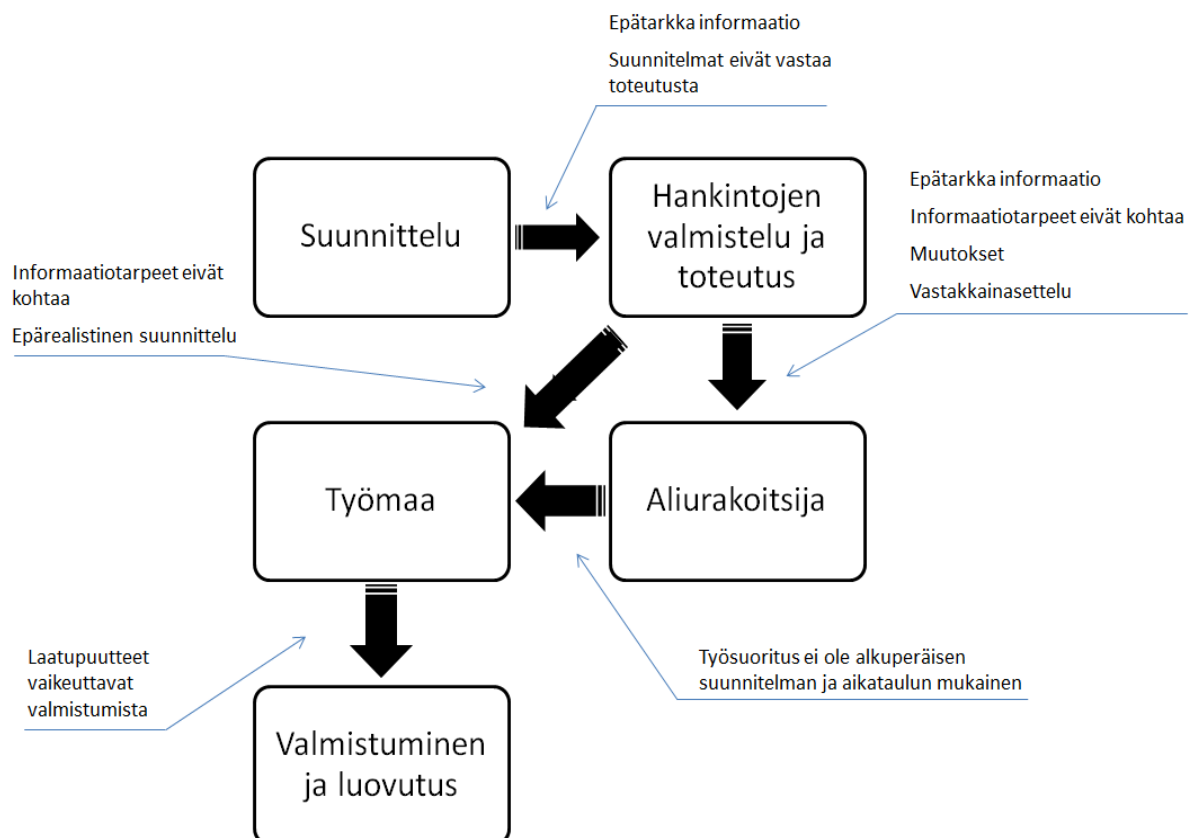 Epätarkka informaatio
Suunnitelmat eivät vastaa
toteutusta
Suunnittelu
Hankintojen
valmistelu ja
toteutus
Epätarkka informaatio
Informaatiotarpeet eivät kohtaa
Muutokset
Vastakkainasettelu
Informaatiotarpeet eivät
kohtaa
Epärealistinen suunnittelu
Työmaa
Aliurakoitsija
Laatupuutteet
vaikeuttavat
valmistumista
Työsuoritus ei ole alkuperäisen
suunnitelman ja aikataulun mukainen
Valmistuminen
ja luovutus